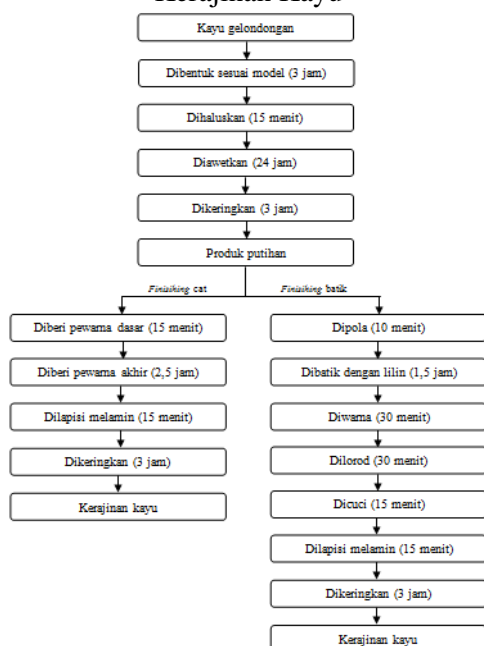 Kerajinan Kayu
Kayu gelondongan
Dibentuk sesuai model (3 jam)
Dihaluskan (15 menit)
Diawetkan (24 jam)
Dikeringkan (3 jam)
Produk putihan
Finisihing cat
Finisihing batik
Diberi pewarna dasar (15 menit)
Diberi pewarna akhir (2,5 jam)
Dilapisi melamin (15 menit)
Dikeringkan (3 jam)
Kerajinan kayu
Dipola (10 menit)
Dibatik dengan lilin (1,5 jam)
Diwarna (30 menit)
Dilorod (30 menit)
Dicuci (15 menit)
Dilapisi melamin (15 menit)
Dikeringkan (3 jam)
Kerajinan kayu